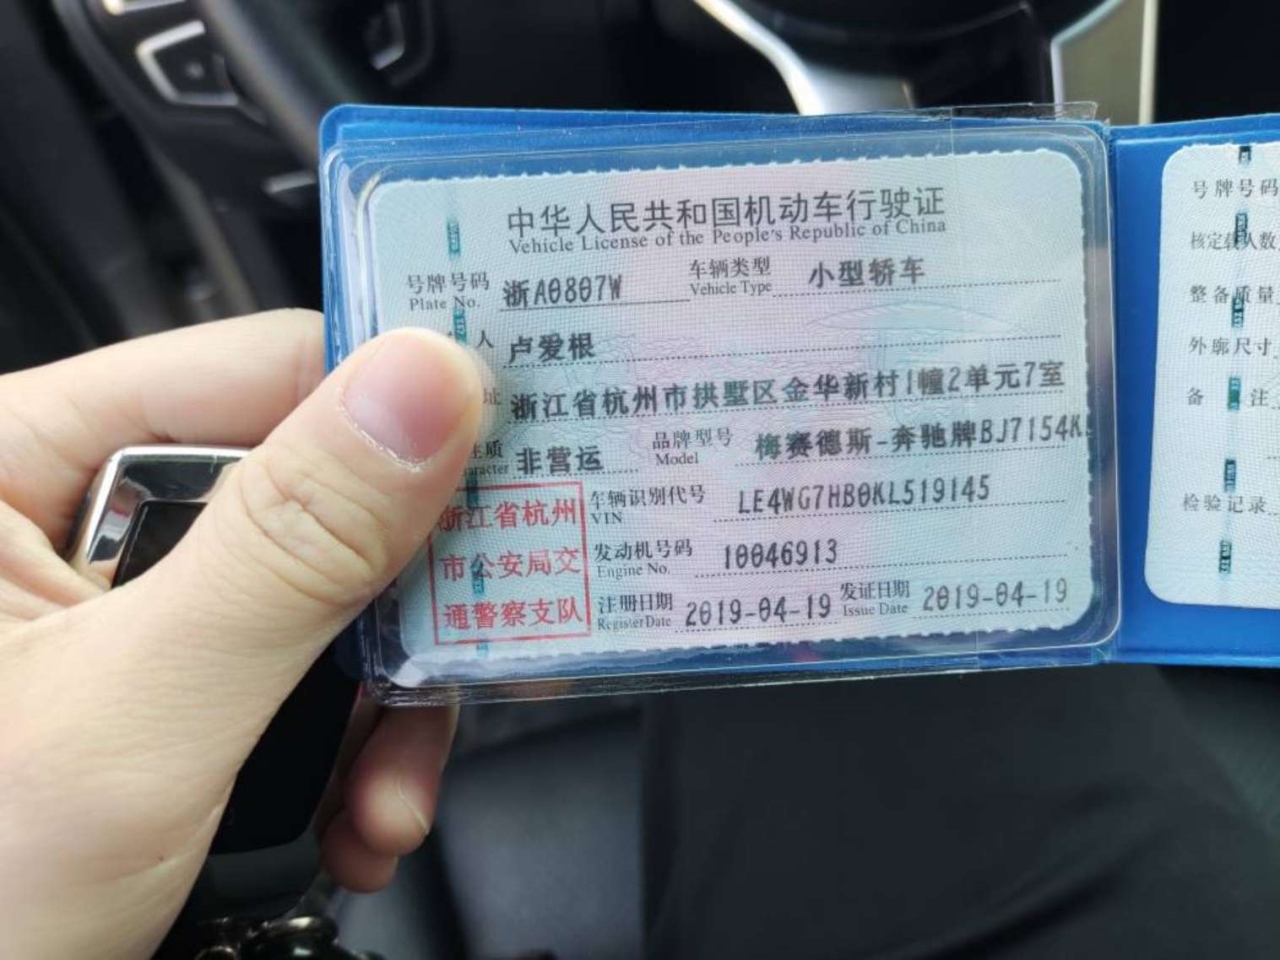 中华人民共和国机动车行驶证
Vehicle License of the People's Republic of China
号牌号码 浙A0807W 车辆类型 小型轿车
Plate No. Vehicle Type
人 卢爱根
址 浙江省杭州市拱墅区金华新村1幢2单元7室
性质 非营运 品牌型号 梅赛德斯-奔驰牌BJ7154K
aracter Model
浙江省杭州
市公安局交
通警察支队
车辆识别代号 LE4WG7HB0KL519145
VIN
发动机号码 10046913
Engine No.
注册日期 2019-04-19 发证日期 2019-04-19
Register Date Issue Date
号牌号码
核定载人数
整备质量
外廓尺寸
备 注
检验记录